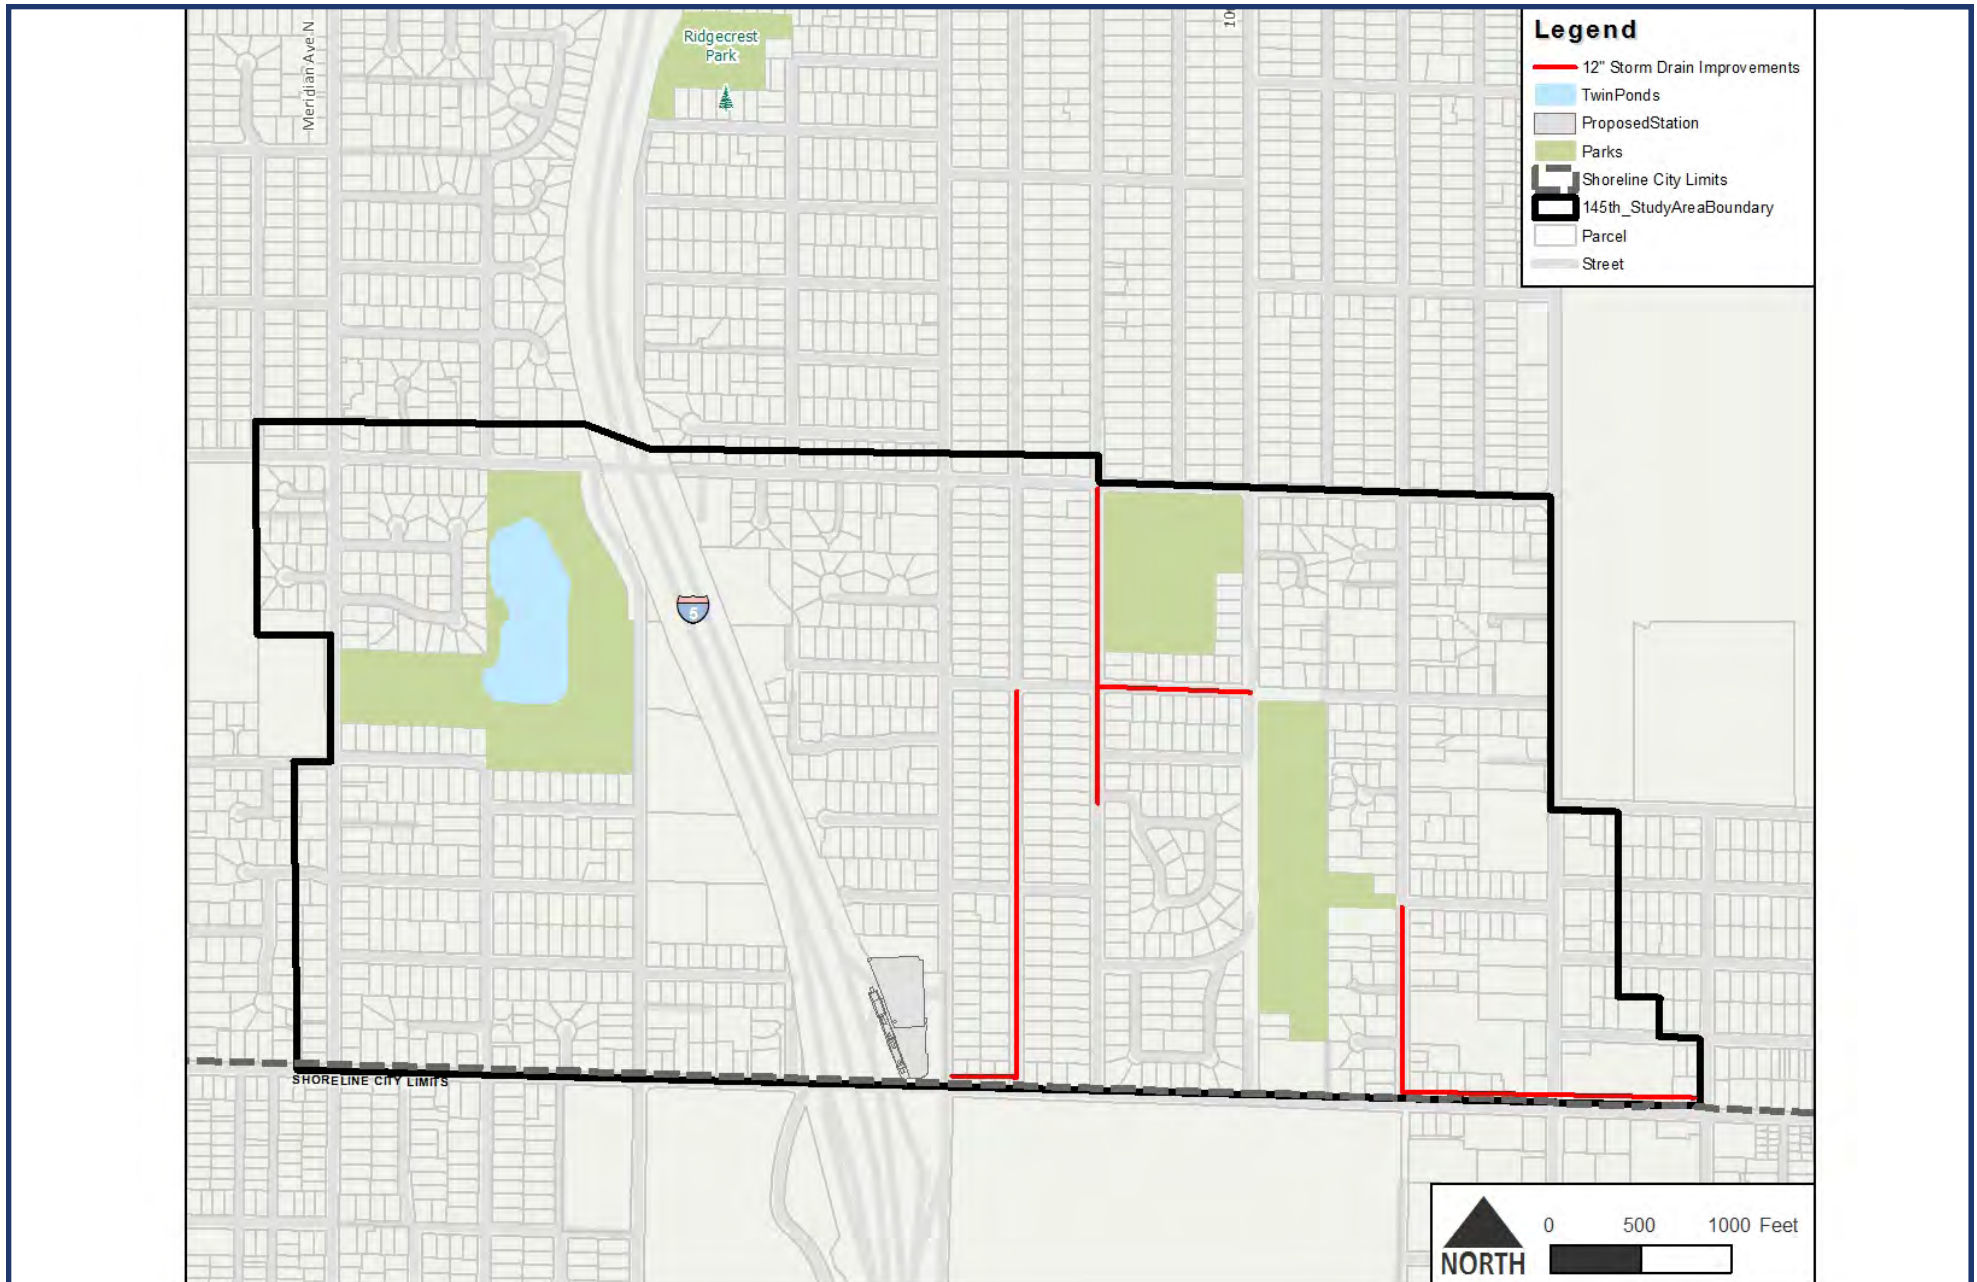 Ridgecrest
Park
Meridian Ave N
10
Legend
12" Storm Drain Improvements
TwinPonds
ProposedStation
Parks
Shoreline City Limits
145th_StudyAreaBoundary
Parcel
Street
5
SHORELINE CITY LIMITS
NORTH
0 500 1000 Feet